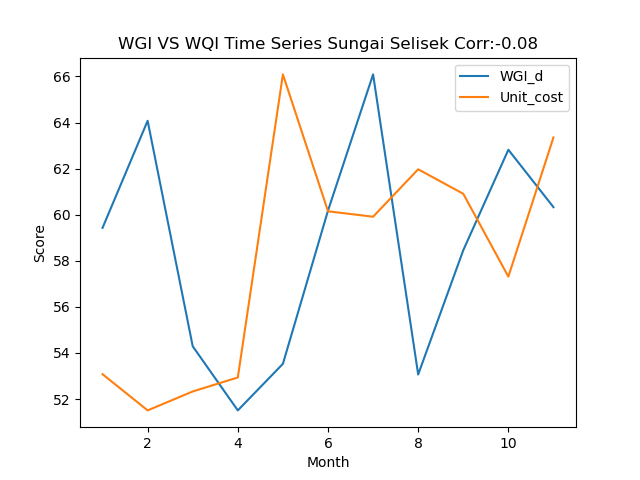 WGI VS WQI Time Series Sungai Selisek Corr:-0.08
WGI_d
Unit_cost
66
64
62
60
58
56
54
52
Score
2 4 6 8 10
Month